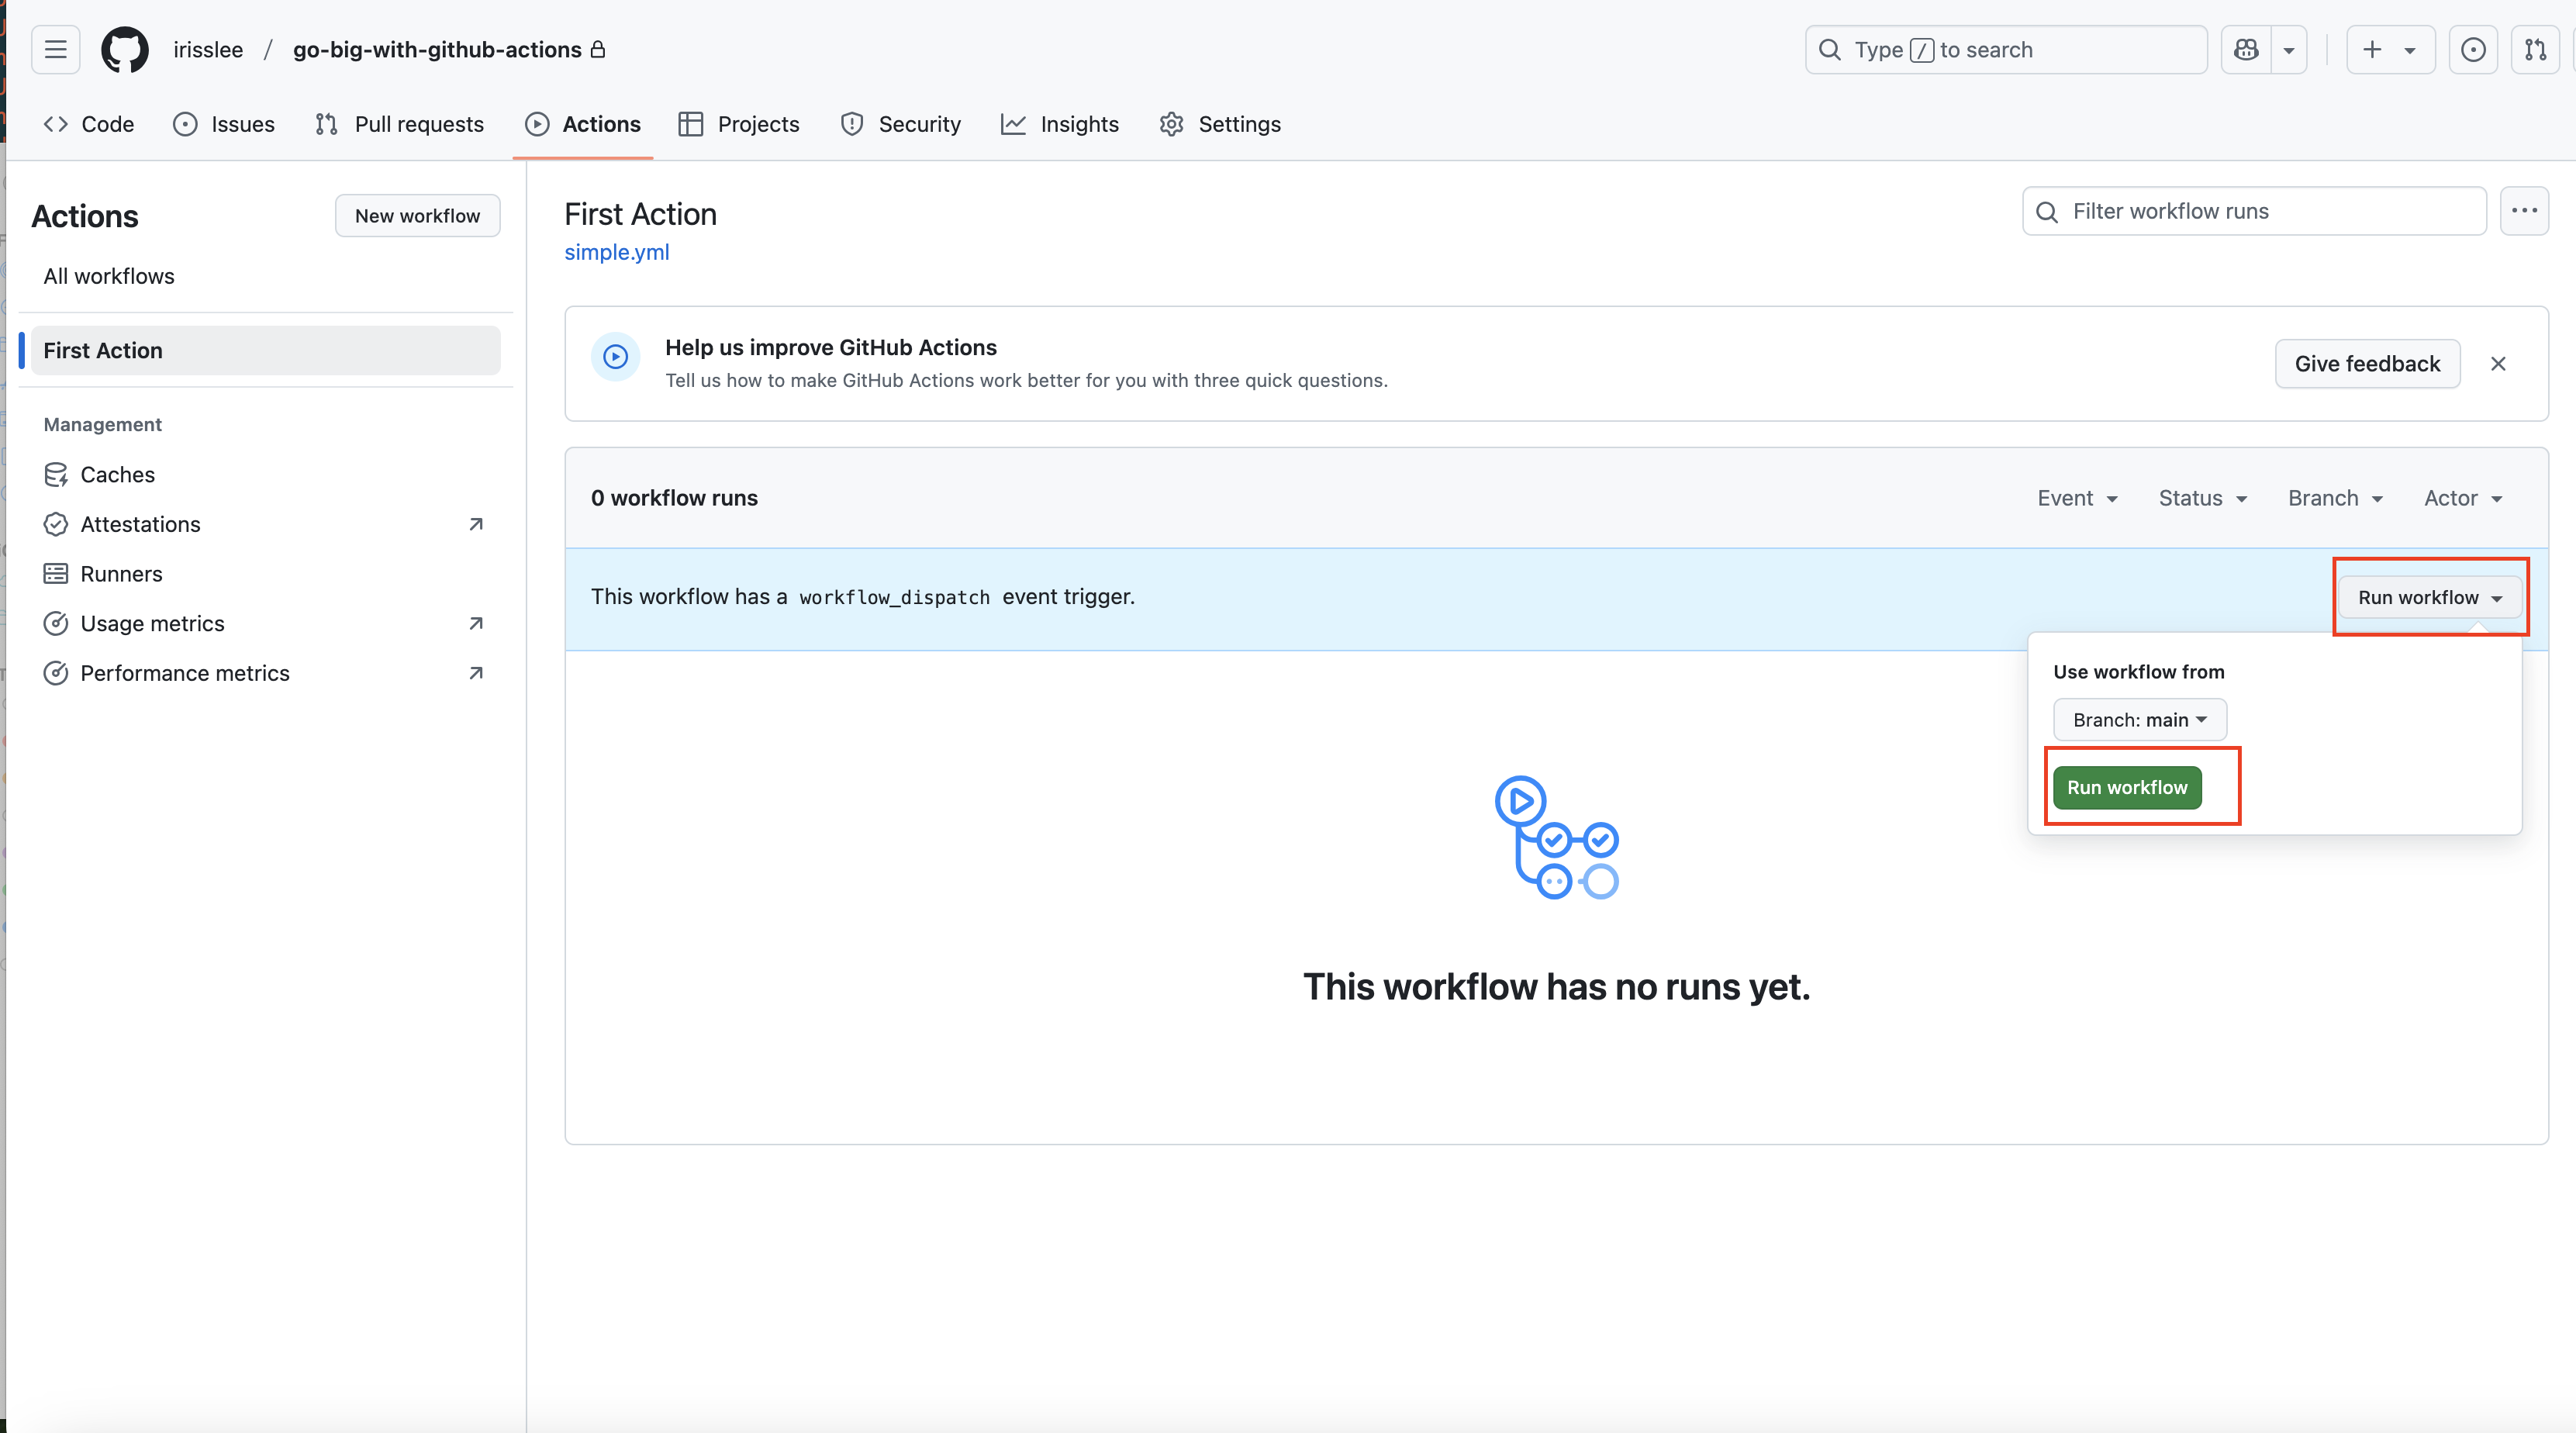 irisslee / go-big-with-github-actions
Type / to search
Code Issues Pull requests Actions Projects Security Insights Settings
Actions
New workflow
All workflows
First Action
Management
Caches
Attestations
Runners
Usage metrics
Performance metrics
First Action
simple.yml
Filter workflow runs
Help us improve GitHub Actions
Tell us how to make GitHub Actions work better for you with three quick questions.
Give feedback
0 workflow runs
Event Status Branch Actor
This workflow has a workflow_dispatch event trigger.
Run workflow
Use workflow from
Branch: main
Run workflow
This workflow has no runs yet.